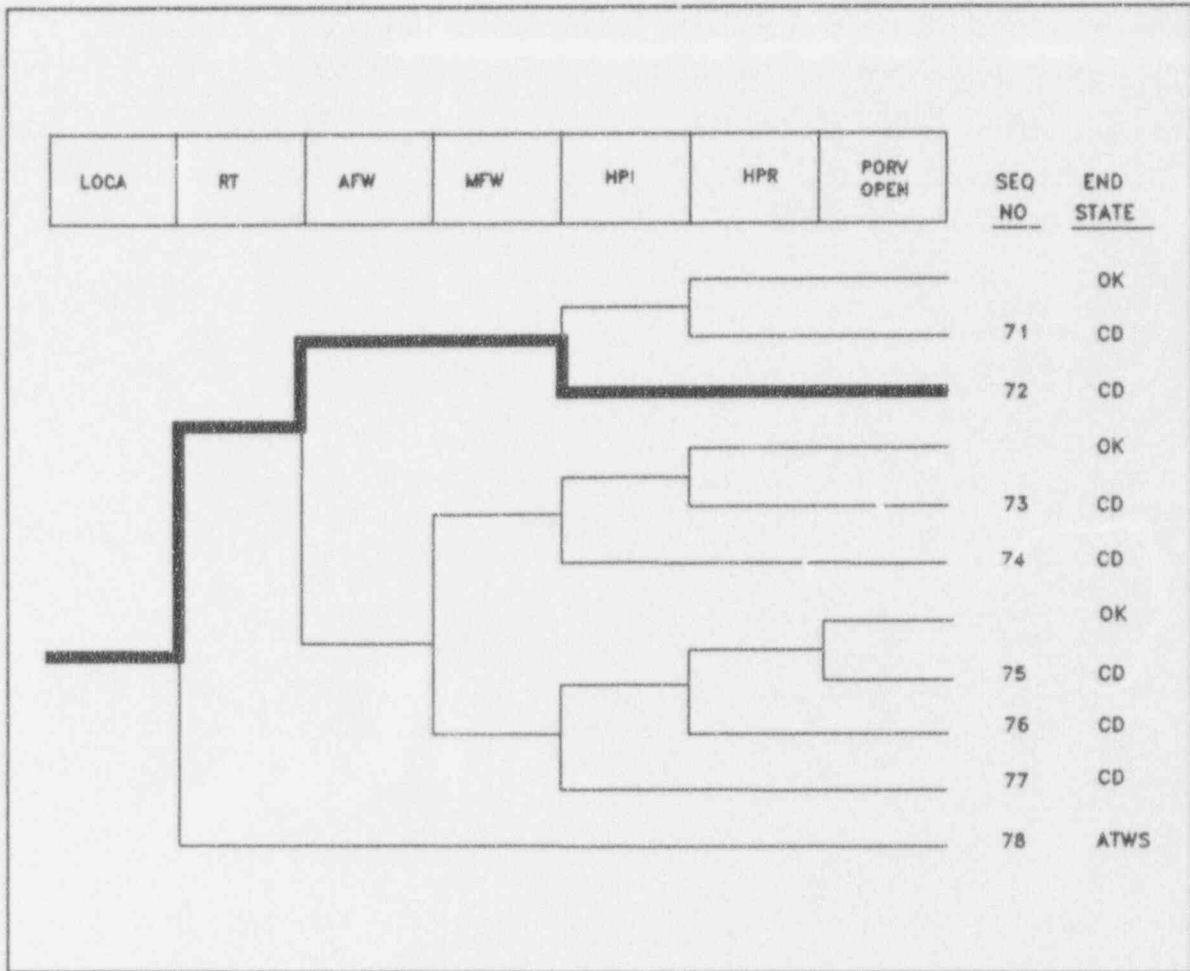 LOCA RT AFW MFW HPI HPR PORV OPEN
SEQ NO END STATE
OK
71 CD
72 CD
OK
73 CD
74 CD
OK
75 CD
76 CD
77 CD
78 ATWS